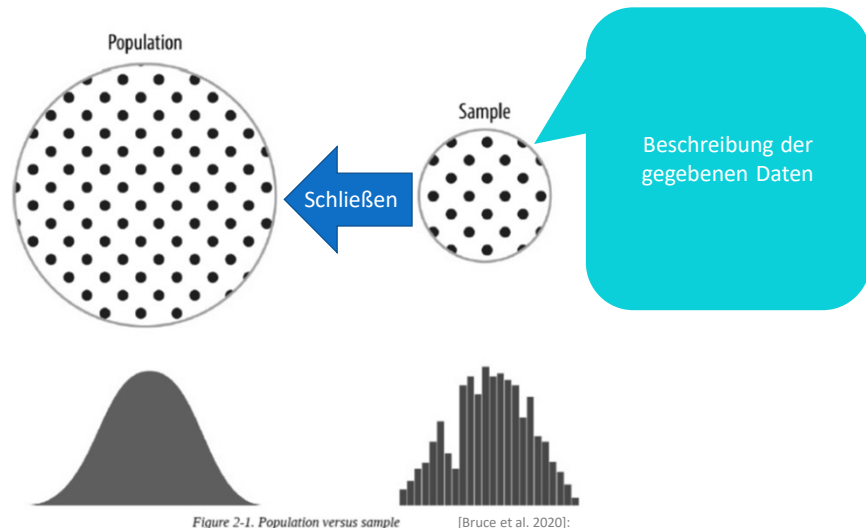 Population
Sample
Beschreibung der
gegebenen Daten
Schließen
Figure 2-1. Population versus sample
[Bruce et al. 2020]: